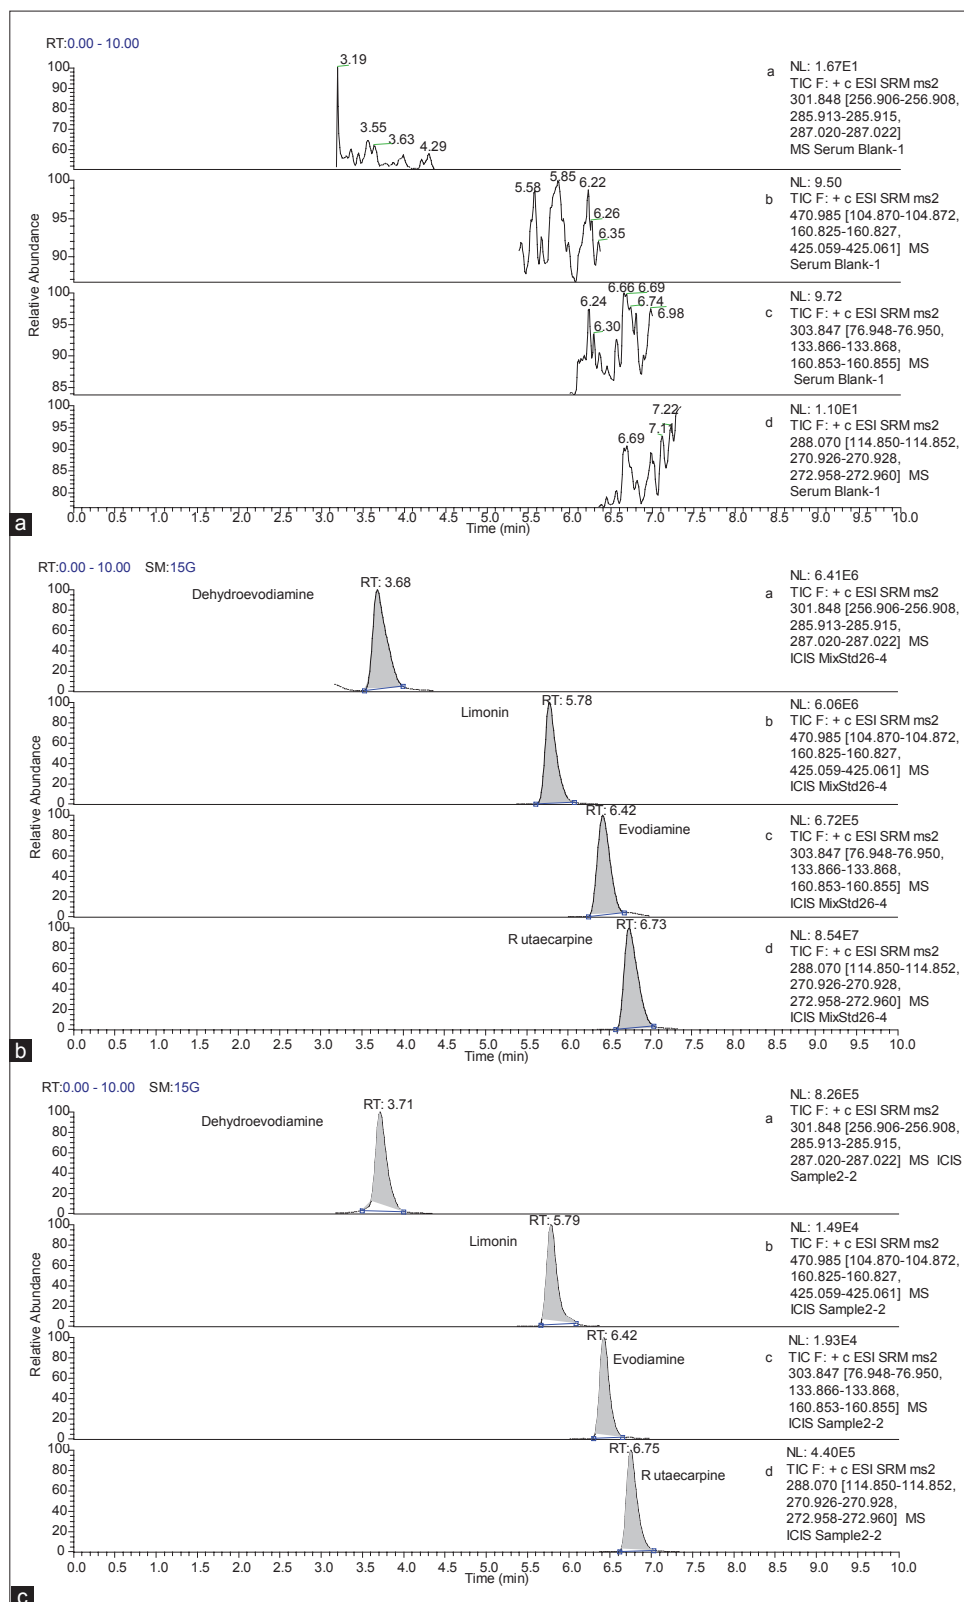 RT:0.00 - 10.00
3.19
3.55
3.63
4.29
100
90
80
70
60
a
NL: 1.67E1
TIC F: + c ESI SRM ms2
301.848 [256.906-256.908,
285.913-285.915,
287.020-287.022]
MS Serum Blank-1
5.58
5.85
6.22
6.26
6.35
100
95
90
b
NL: 9.50
TIC F: + c ESI SRM ms2
470.985 [104.870-104.872,
160.825-160.827,
425.059-425.061] MS
Serum Blank-1
Relative Abundance
6.24
6.30
6.66 6.69
6.74
6.98
100
95
90
85
c
NL: 9.72
TIC F: + c ESI SRM ms2
303.847 [76.948-76.950,
133.866-133.868,
160.853-160.855] MS
Serum Blank-1
6.69
7.11
7.22
100
95
90
85
80
d
NL: 1.10E1
TIC F: + c ESI SRM ms2
288.070 [114.850-114.852,
270.926-270.928,
272.958-272.960] MS
Serum Blank-1
0.0 0.5 1.0 1.5 2.0 2.5 3.0 3.5 4.0 4.5 5.0 5.5 6.0 6.5 7.0 7.5 8.0 8.5 9.0 9.5 10.0
Time (min)
a
RT:0.00 - 10.00 SM:15G
Dehydroevodiamine
RT: 3.68
100
80
60
40
20
0
a
NL: 6.41E6
TIC F: + c ESI SRM ms2
301.848 [256.906-256.908,
285.913-285.915,
287.020-287.022] MS
ICIS MixStd26-4
Limonin
RT: 5.78
100
80
60
40
20
0
b
NL: 6.06E6
TIC F: + c ESI SRM ms2
470.985 [104.870-104.872,
160.825-160.827,
425.059-425.061] MS
ICIS MixStd26-4
Relative Abundance
RT: 6.42
Evodiamine
100
80
60
40
20
0
c
NL: 6.72E5
TIC F: + c ESI SRM ms2
303.847 [76.948-76.950,
133.866-133.868,
160.853-160.855] MS
ICIS MixStd26-4
R utaecarpine
RT: 6.73
100
80
60
40
20
0
d
NL: 8.54E7
TIC F: + c ESI SRM ms2
288.070 [114.850-114.852,
270.926-270.928,
272.958-272.960] MS
ICIS MixStd26-4
0.0 0.5 1.0 1.5 2.0 2.5 3.0 3.5 4.0 4.5 5.0 5.5 6.0 6.5 7.0 7.5 8.0 8.5 9.0 9.5 10.0
Time (min)
b
RT:0.00 - 10.00 SM:15G
Dehydroevodiamine
RT: 3.71
100
80
60
40
20
0
a
NL: 8.26E5
TIC F: + c ESI SRM ms2
301.848 [256.906-256.908,
285.913-285.915,
287.020-287.022] MS ICIS
Sample2-2
Limonin
RT: 5.79
100
80
60
40
20
0
b
NL: 1.49E4
TIC F: + c ESI SRM ms2
470.985 [104.870-104.872,
160.825-160.827,
425.059-425.061] MS
ICIS Sample2-2
Relative Abundance
RT: 6.42
Evodiamine
100
80
60
40
20
0
c
NL: 1.93E4
TIC F: + c ESI SRM ms2
303.847 [76.948-76.950,
133.866-133.868,
160.853-160.855] MS
ICIS Sample2-2
RT: 6.75
R utaecarpine
100
80
60
40
20
0
d
NL: 4.40E5
TIC F: + c ESI SRM ms2
288.070 [114.850-114.852,
270.926-270.928,
272.958-272.960] MS
ICIS Sample2-2
0.0 0.5 1.0 1.5 2.0 2.5 3.0 3.5 4.0 4.5 5.0 5.5 6.0 6.5 7.0 7.5 8.0 8.5 9.0 9.5 10.0
Time (min)
c